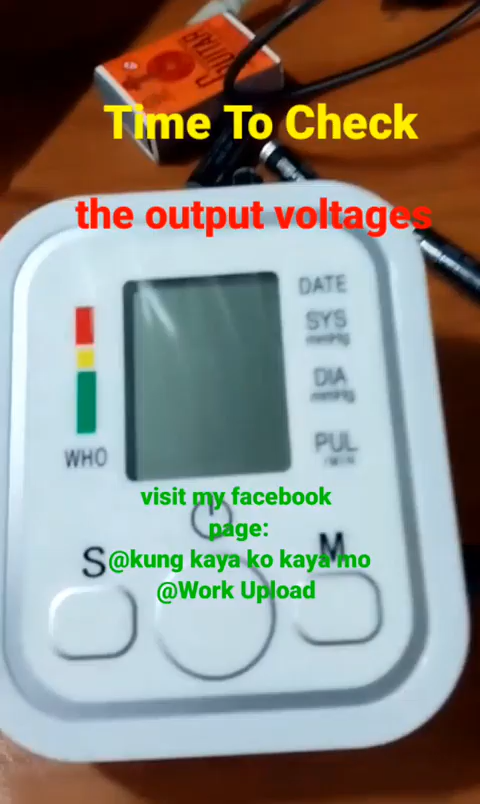 GUITAR
Time To Check
the output voltages
DATE
SYS
mmHg
DIA
mmHg
PUL
/MIN
WHO
visit my facebook
page:
@kung kaya ko kaya mo
@Work Upload
S
M